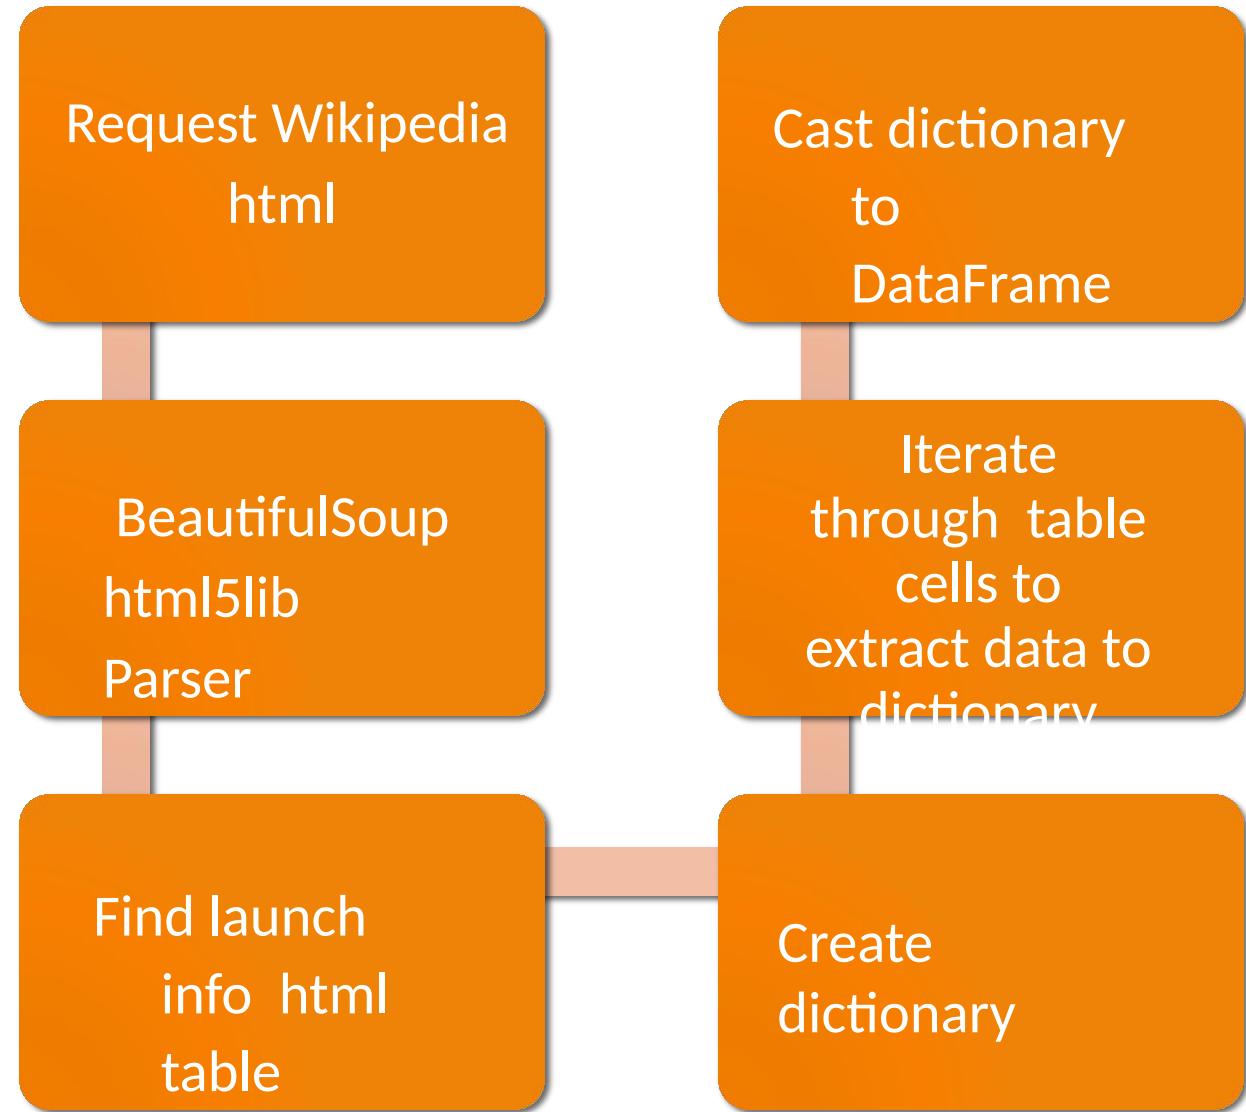 Request Wikipedia
html
BeautifulSoup
html5lib
Parser
Find launch
info html
table
Create
dictionary
Iterate
through table
cells to
extract data to
dictionary
Cast dictionary
to
DataFrame